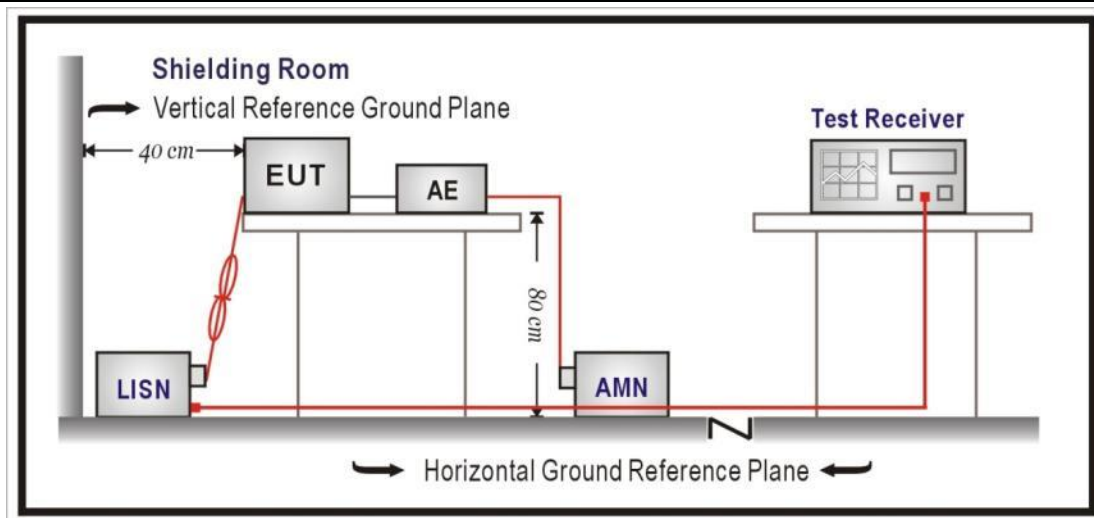 Shielding Room
Vertical Reference Ground Plane
40 cm
EUT
AE
Test Receiver
80 cm
LISN
AMN
Horizontal Ground Reference Plane